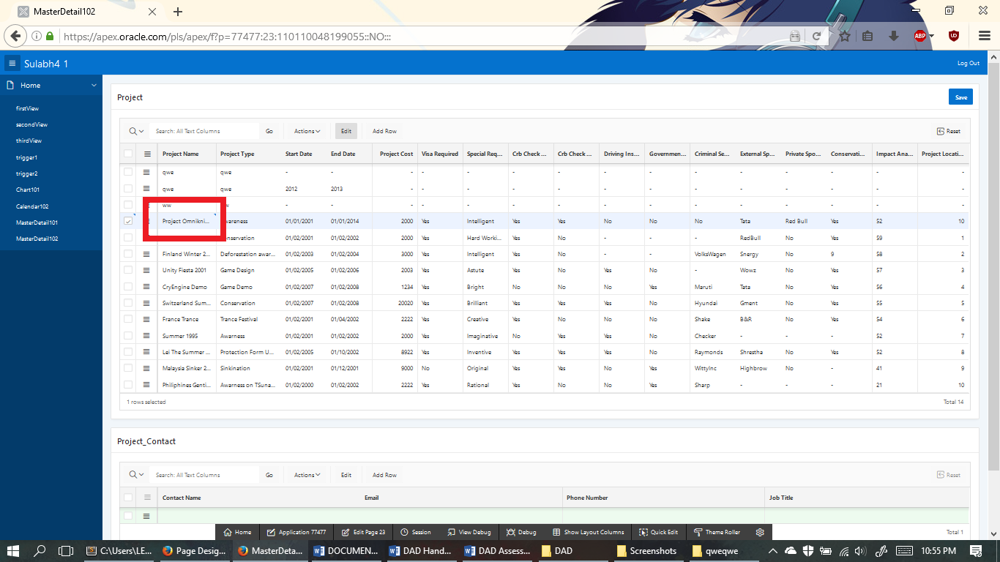 MasterDetail102
https://apex.oracle.com/pls/apex/f?p=77477:23:110110048199055::NO:::
ABP
Sulabh4 1
Log Out
Home
firstView
secondView
thirdView
trigger1
trigger2
Chart101
Calendar102
MasterDetail101
MasterDetail102
Project
Save
Search: All Text Columns Go Actions Edit Add Row Reset
Project Name Project Type Start Date End Date Project Cost Visa Required Special Req... Crb Check ... Crb Check ... Driving Ins... Governmen... Criminal Se... External Sp... Private Spo... Conservati... Impact Ana... Project Locati...
qwe qwe - - - - - - - - - - - - - - -
qwe qwe 2012 2013 - - - - - - - - - - - - -
ww - - - - - - - - - - - - - - -
Project Omnikni... wareness 01/01/2001 01/01/2014 2000 Yes Intelligent Yes Yes No No No Tata Red Bull Yes 52 10
onservation 01/02/2001 01/02/2002 2000 Yes Hard Worki... Yes No - - - RedBull No Yes 59 1
Finland Winter 2... Deforestation awar... 01/02/2003 01/02/2004 3000 Yes Intelligent Yes No - - VolksWagen Snergy No 9 58 2
Unity Fiesta 2001 Game Design 01/02/2005 01/02/2006 2003 Yes Astute Yes No Yes No - Wowz No Yes 57 3
CryEngine Demo Game Demo 01/02/2007 01/02/2008 1234 Yes Bright No No No Yes Maruti Tata No Yes 56 4
Switzerland Sum... Conservation 01/02/2007 01/02/2008 20020 Yes Brilliant Yes Yes Yes No Hyundai Gment No Yes 55 5
France Trance Trance Festival 01/02/2001 01/04/2002 2222 Yes Creative Yes No No No Shake B&R No Yes 54 6
Summer 1995 Awarness 01/02/2001 01/02/2002 2000 Yes Imaginative No Yes Yes No Checker - - - 52 7
Lei The Summer ... Protection Form U... 01/02/2005 01/10/2002 8922 Yes Inventive Yes Yes Yes No Raymonds Shrestha No Yes 52 8
Malaysia Sinker 2... Sinkination 01/02/2001 01/12/2001 9000 No Original Yes Yes No No WittyInc Highbrow No - 41 9
Philiphines Genti... Awarness on TSuna... 01/02/2000 01/02/2002 2222 Yes Rational Yes No No Yes Sharp - - - 21 10
1 rows selected Total 14
Project_Contact
Search: All Text Columns Go Actions Edit Add Row Reset
Contact Name Email Phone Number Job Title
Home Application 77477 Edit Page 23 Session View Debug Debug Show Layout Columns Quick Edit Theme Roller
Total 1
C:\Users\LE... Page Desig... MasterDeta... DOCUMEN... DAD Hand... DAD Assess... DAD Screenshots qweqwe 10:55 PM